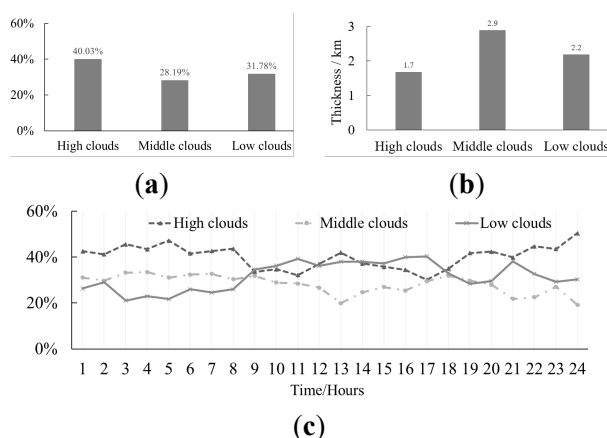 60%
40%
20%
0%
40.03%
28.19%
31.78%
High clouds Middle clouds Low clouds
(a)
Thickness / km
3
2
1
0
1.7
2.9
2.2
High clouds Middle clouds Low clouds
(b)
60%
40%
20%
0%
High clouds Middle clouds Low clouds
1 2 3 4 5 6 7 8 9 10 11 12 13 14 15 16 17 18 19 20 21 22 23 24
Time/Hours
(c)